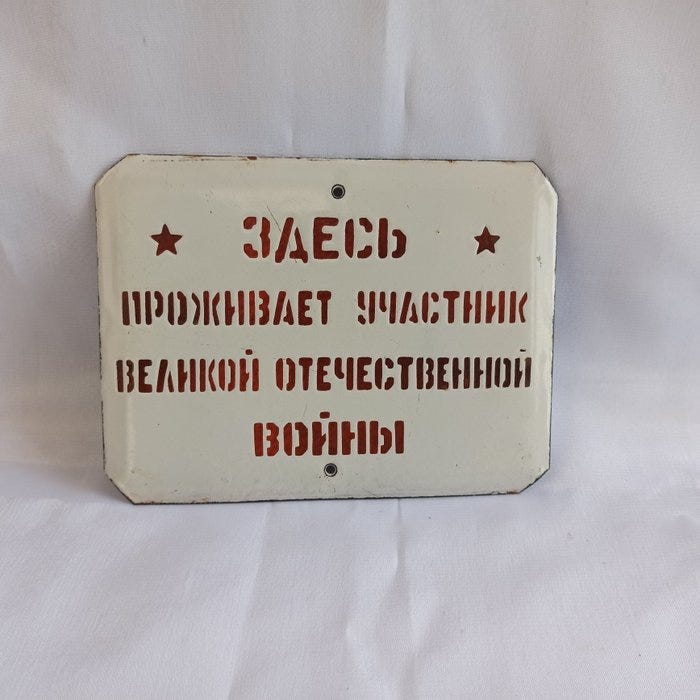 ЗДЕСЬ
ПРОЖИВАЕТ УЧАСТНИК
ВЕЛИКОЙ ОТЕЧЕСТВЕННОЙ
ВОЙНЫ